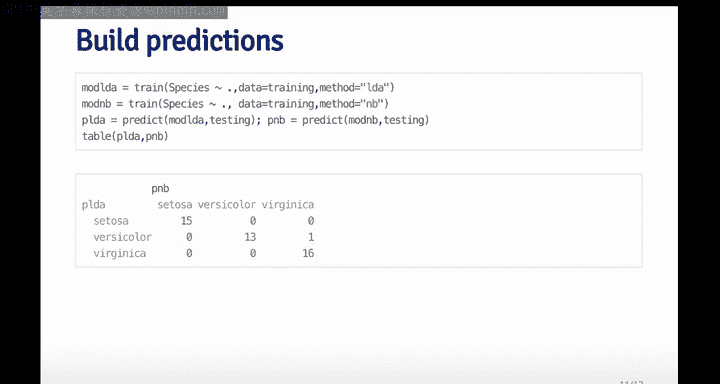 Build predictions
modlda = train(Species ~ .,data=training,method="lda")
modnb = train(Species ~ ., data=training,method="nb")
plda = predict(modlda,testing); pnb = predict(modnb,testing)
table(plda,pnb)
pnb
plda setosa versicolor virginica
setosa 15 0 0
versicolor 0 13 1
virginica 0 0 16